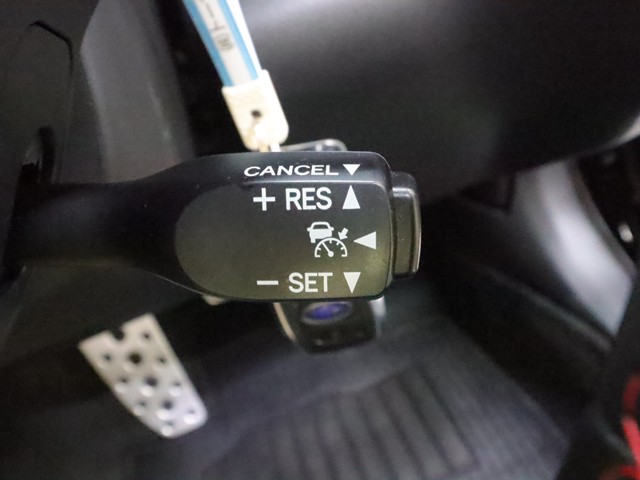 CANCEL▼
+ RES ▲
◀
− SET ▼